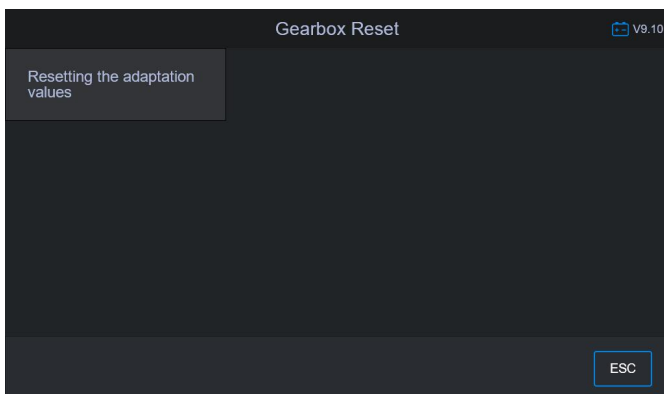 Gearbox Reset
V9.10
Resetting the adaptation
values
ESC